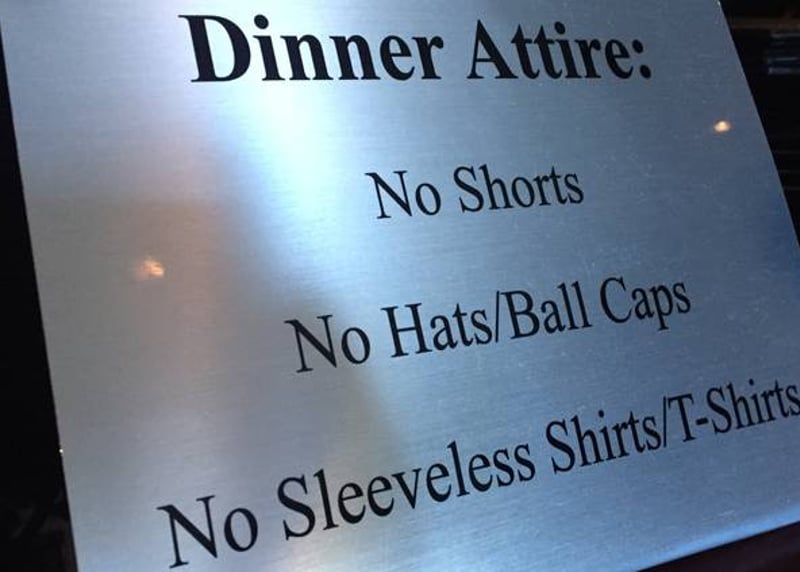 Dinner Attire:
No Shorts
No Hats/Ball Caps
No Sleeveless Shirts/T-Shirts